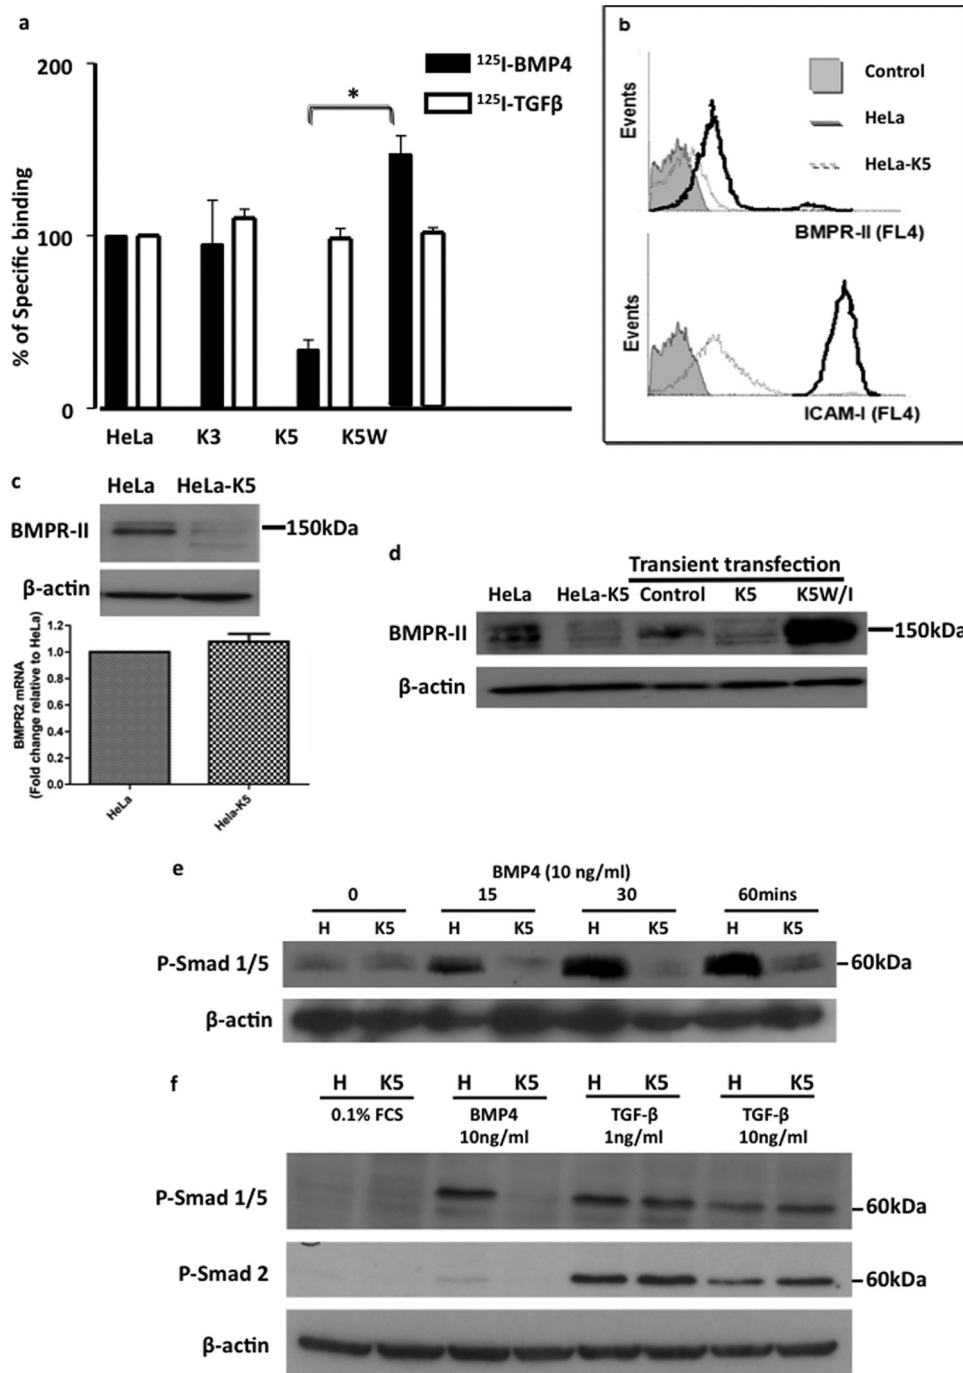 a
200
100
0
% of Specific binding
¹²⁵I-BMP4
¹²⁵I-TGFβ
*
HeLa K3 K5 K5W
b
Control
HeLa
HeLa-K5
Events
BMPR-II (FL4)
Events
ICAM-I (FL4)
c
HeLa HeLa-K5
BMPR-II
150kDa
β-actin
BMPR2 mRNA
(Fold change relative to HeLa)
1.2
1.0
0.8
0.6
0.4
0.2
0.0
HeLa
Hela-K5
d
Transient transfection
HeLa HeLa-K5 Control K5 K5W/I
BMPR-II
150kDa
β-actin
e
BMP4 (10 ng/ml)
0 15 30 60mins
H K5 H K5 H K5 H K5
P-Smad 1/5
60kDa
β-actin
f
H K5 H K5 H K5 H K5
0.1% FCS BMP4 TGF-β TGF-β
10ng/ml 1ng/ml 10ng/ml
P-Smad 1/5
60kDa
P-Smad 2
60kDa
β-actin